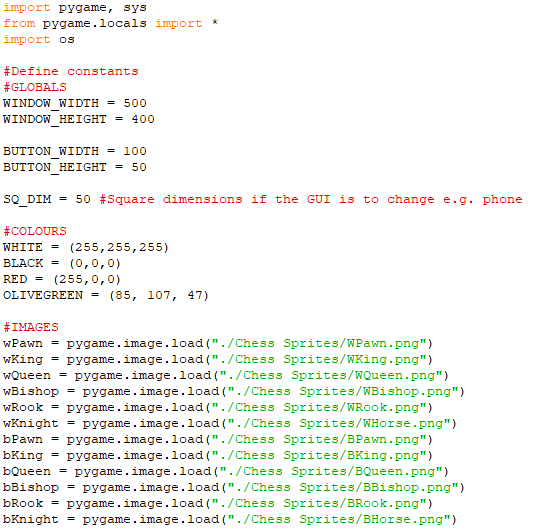 import pygame, sys
from pygame.locals import *
import os
#Define constants
#GLOBALS
WINDOW_WIDTH = 500
WINDOW_HEIGHT = 400
BUTTON_WIDTH = 100
BUTTON_HEIGHT = 50
SQ_DIM = 50 #Square dimensions if the GUI is to change e.g. phone
#COLOURS
WHITE = (255,255,255)
BLACK = (0,0,0)
RED = (255,0,0)
OLIVEGREEN = (85, 107, 47)
#IMAGES
wPawn = pygame.image.load("./Chess Sprites/WPawn.png")
wKing = pygame.image.load("./Chess Sprites/WKing.png")
wQueen = pygame.image.load("./Chess Sprites/WQueen.png")
wBishop = pygame.image.load("./Chess Sprites/WBishop.png")
wRook = pygame.image.load("./Chess Sprites/WRook.png")
wKnight = pygame.image.load("./Chess Sprites/WHorse.png")
bPawn = pygame.image.load("./Chess Sprites/BPawn.png")
bKing = pygame.image.load("./Chess Sprites/BKing.png")
bQueen = pygame.image.load("./Chess Sprites/BQueen.png")
bBishop = pygame.image.load("./Chess Sprites/BBishop.png")
bRook = pygame.image.load("./Chess Sprites/BRook.png")
bKnight = pygame.image.load("./Chess Sprites/BHorse.png")